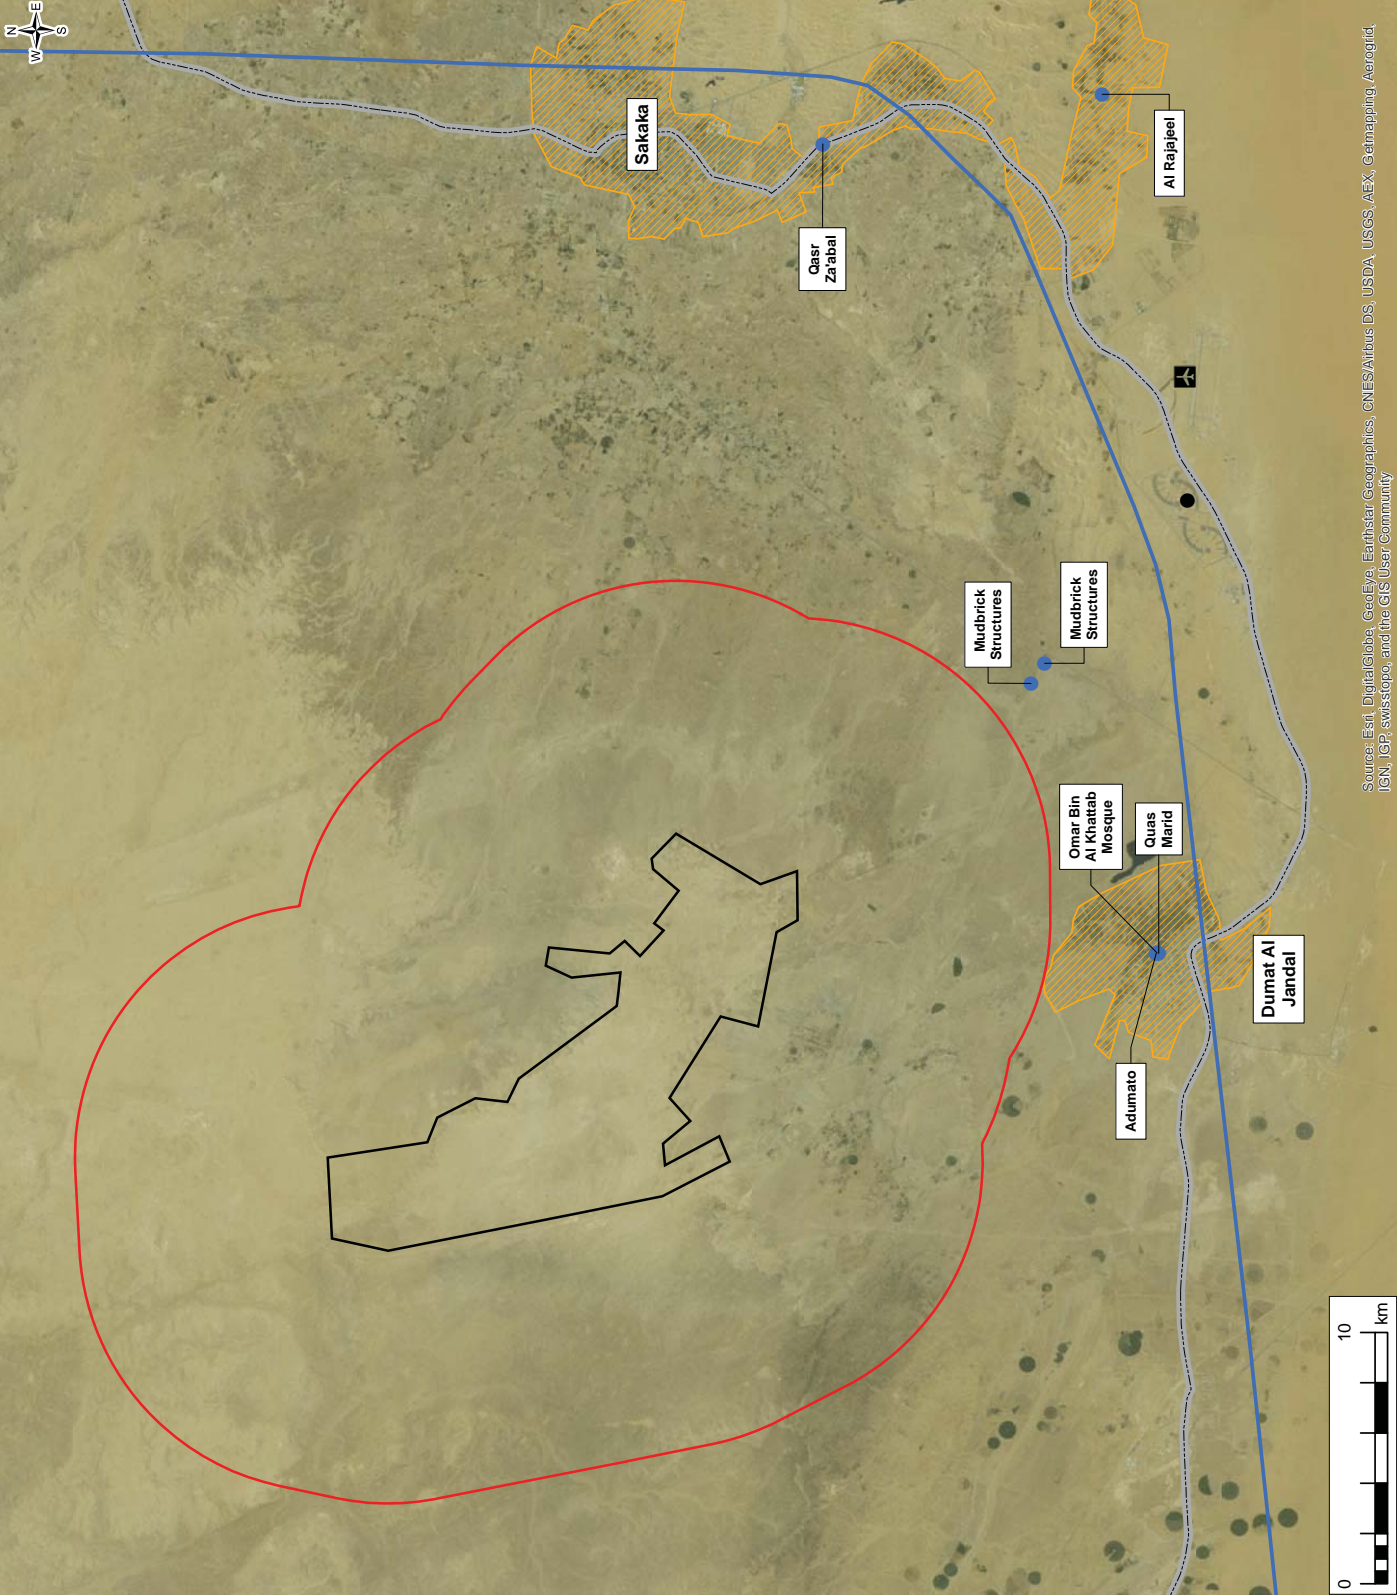 N
E
S
W
Sakaka
Qasr
Za'abal
Al Rajajeel
Mudbrick
Structures
Mudbrick
Structures
Omar Bin
Al Khattab
Mosque
Quas
Marid
Adumato
Dumat Al
Jandal
0
10
km
Source: Esri, DigitalGlobe, GeoEye, Earthstar Geographics, CNES/Airbus DS, USDA, USGS, AEX, Getmapping, Aerogrid,
IGN, IGP, swisstopo, and the GIS User Community